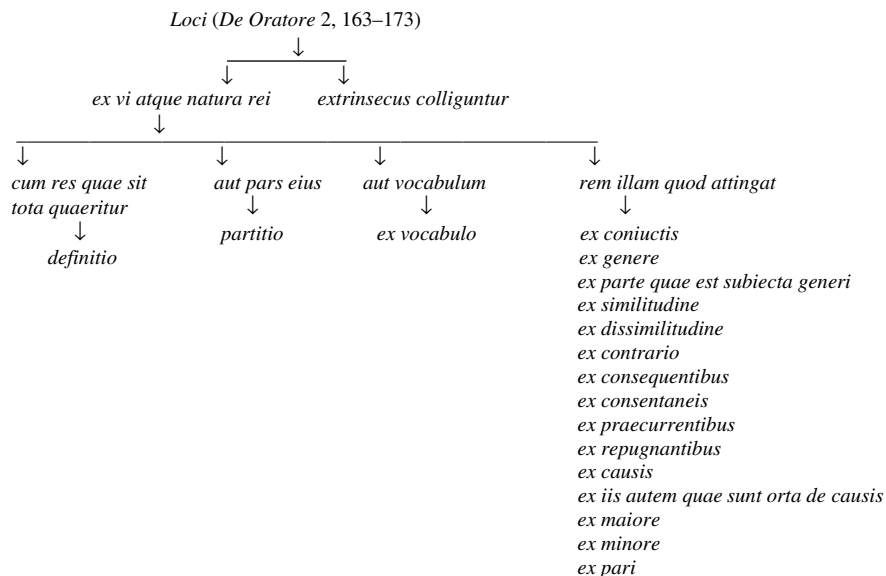 Loci (De Oratore 2, 163–173)
ex vi atque natura rei
extrinsecus colliguntur
cum res quae sit
tota quaeritur
definitio
aut pars eius
partitio
aut vocabulum
ex vocabulo
rem illam quod attingat
ex coniuctis
ex genere
ex parte quae est subiecta generi
ex similitudine
ex dissimilitudine
ex contrario
ex consequentibus
ex consentaneis
ex praecurrentibus
ex repugnantibus
ex causis
ex iis autem quae sunt orta de causis
ex maiore
ex minore
ex pari